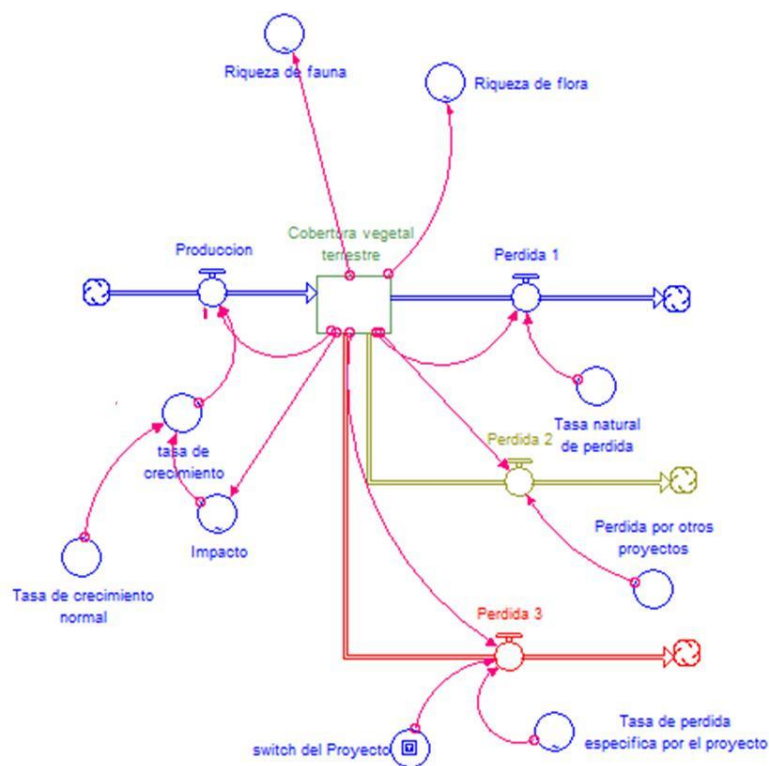 Riqueza de fauna
Riqueza de flora
Cobertura vegetal
terrestre
Produccion
Perdida 1
tasa de
crecimiento
Tasa natural
de perdida
Perdida 2
Impacto
Perdida por otros
proyectos
Tasa de crecimiento
normal
Perdida 3
switch del Proyecto
Tasa de perdida
especifica por el proyecto